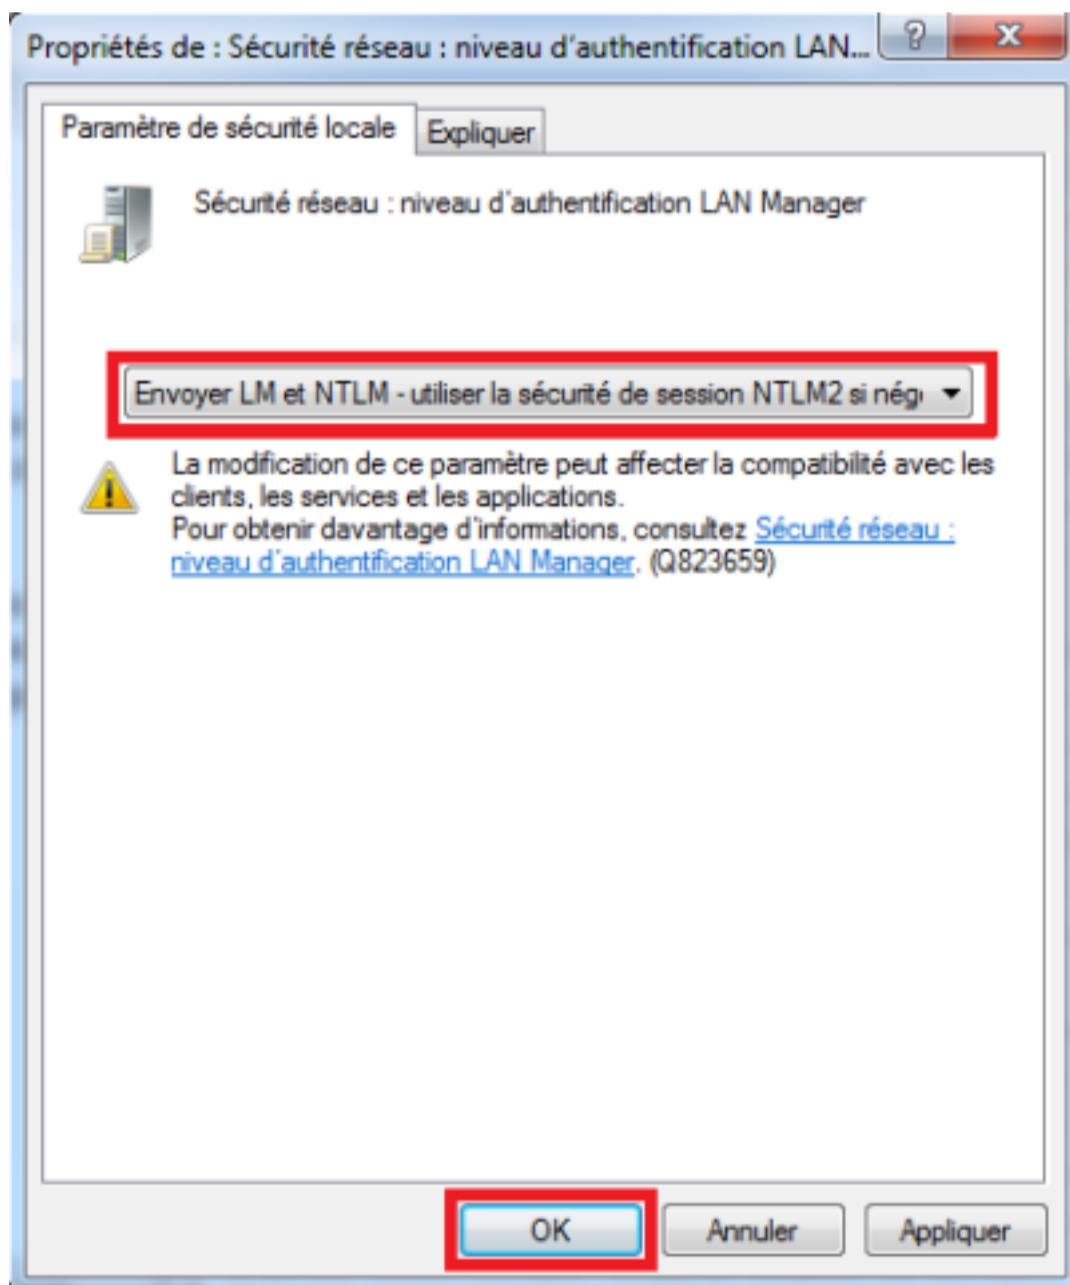 Propriétés de : Sécurité réseau : niveau d'authentification LAN...
?
X
Paramètre de sécurité locale
Expliquer
Sécurité réseau : niveau d'authentification LAN Manager
Envoyer LM et NTLM - utiliser la sécurité de session NTLM2 si nég
La modification de ce paramètre peut affecter la compatibilité avec les
clients, les services et les applications.
Pour obtenir davantage d'informations, consultez Sécurité réseau :
niveau d'authentification LAN Manager. (Q823659)
OK
Annuler
Appliquer